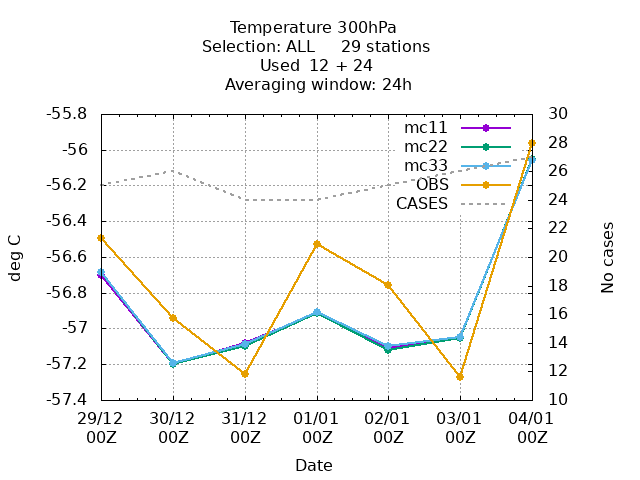 Temperature 300hPa
Selection: ALL 29 stations
Used 12 + 24
Averaging window: 24h
-55.8
-56
-56.2
-56.4
-56.6
-56.8
-57
-57.2
-57.4
deg C
30
28
26
24
22
20
18
16
14
12
10
No cases
mc11
mc22
mc33
OBS
CASES
29/12 30/12 31/12 01/01 02/01 03/01 04/01
00Z 00Z 00Z 00Z 00Z 00Z 00Z
Date